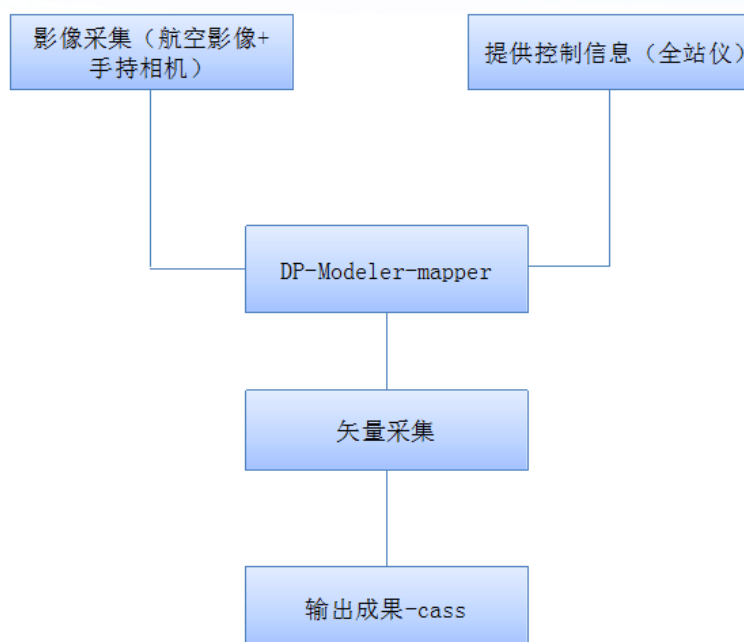 影像采集（航空影像+
手持相机）
提供控制信息（全站仪）
DP-Modeler-mapper
矢量采集
输出成果-cass